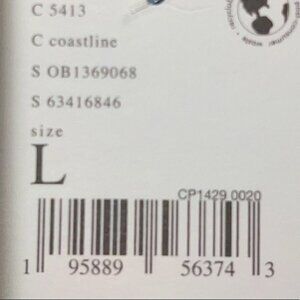 C 5413
C coastline
S OB1369068
S 63416846
size
L
CP1429 0020
1 95889 56374 3